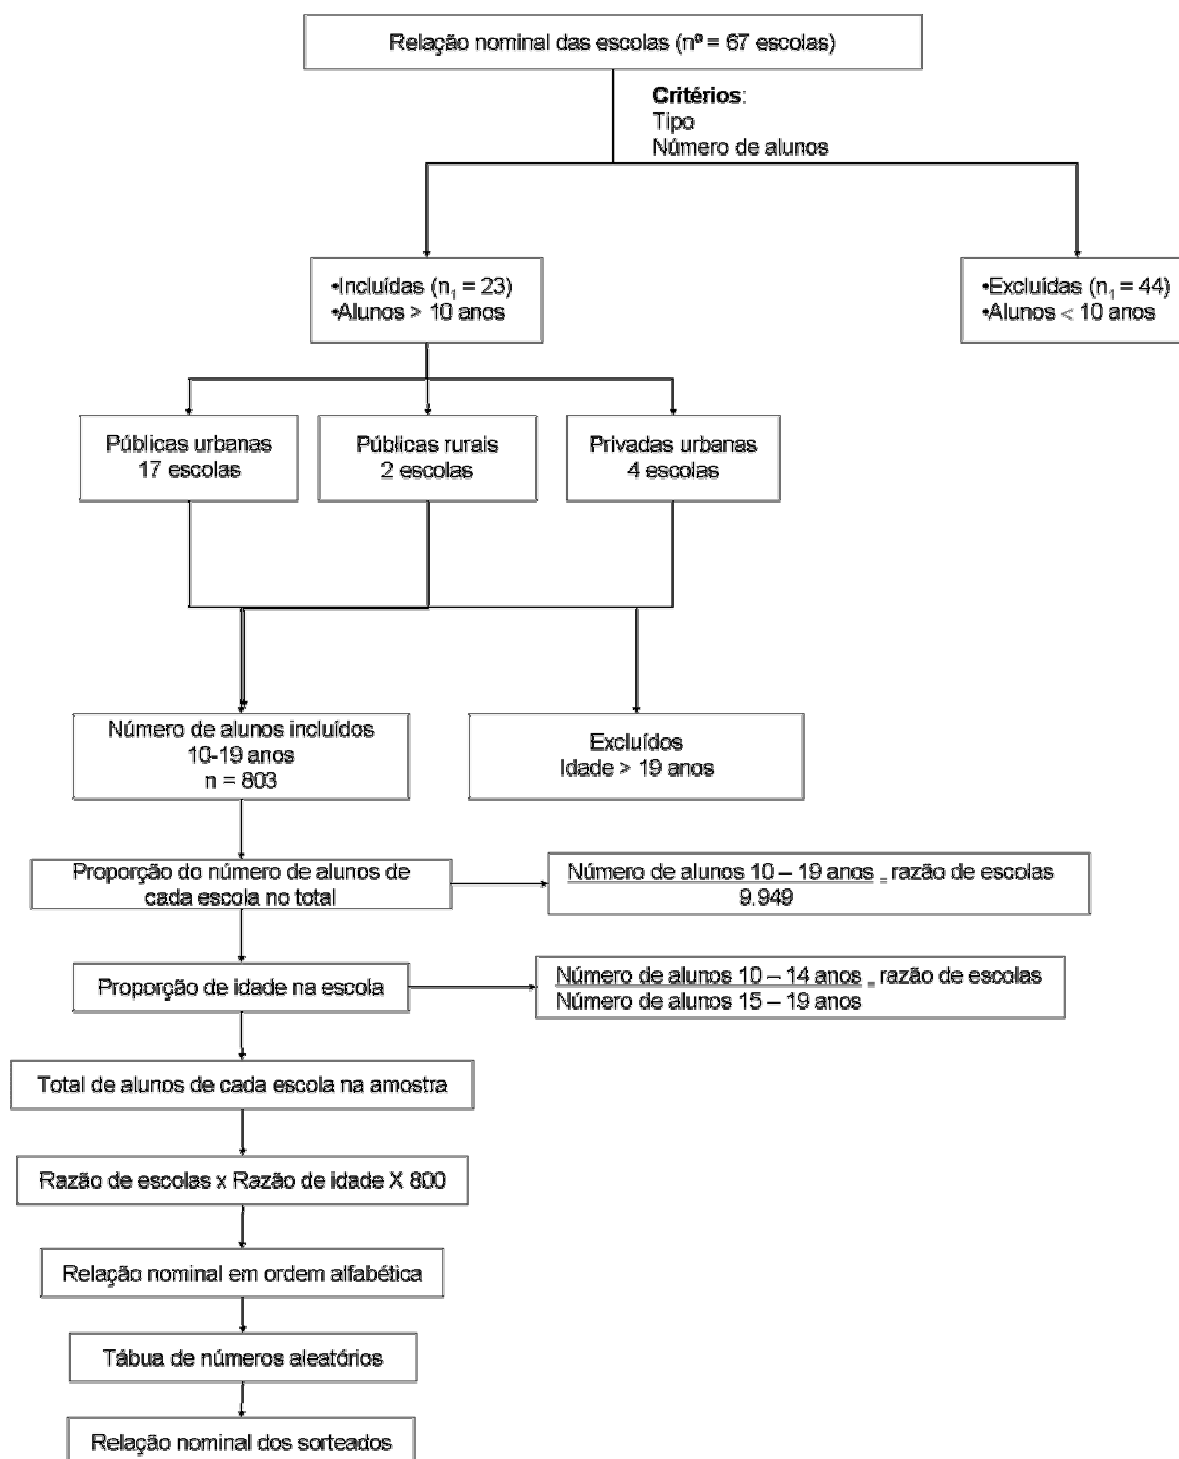 Relação nominal das escolas (nº = 67 escolas)
Critérios:
Tipo
Número de alunos
•Incluídas (n₁ = 23)
•Alunos > 10 anos
•Excluídas (n₁ = 44)
•Alunos < 10 anos
Públicas urbanas
17 escolas
Públicas rurais
2 escolas
Privadas urbanas
4 escolas
Número de alunos incluídos
10-19 anos
n = 803
Excluídos
Idade > 19 anos
Proporção do número de alunos de
cada escola no total
Número de alunos 10 – 19 anos = razão de escolas
9.949
Proporção de idade na escola
Número de alunos 10 – 14 anos = razão de escolas
Número de alunos 15 – 19 anos
Total de alunos de cada escola na amostra
Razão de escolas x Razão de idade X 800
Relação nominal em ordem alfabética
Tábua de números aleatórios
Relação nominal dos sorteados